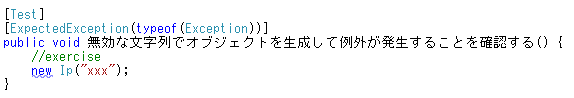 [Test]
[ExpectedException(typeof(Exception))]
public void 無効な文字列でオブジェクトを生成して例外が発生することを確認する() {
    //exercise
    new Ip("xxx");
}